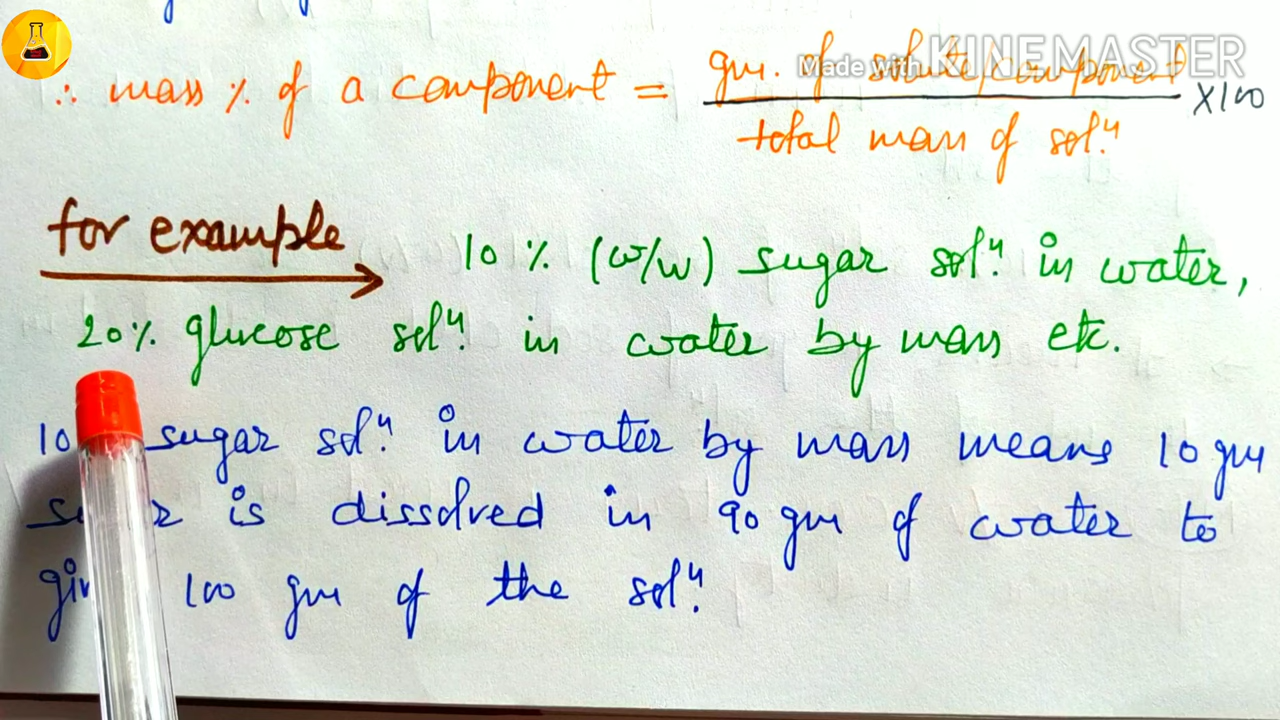 Made with KINEMASTER
∴ mass % of a component = gm. of solute/component / total mass of solⁿ. ×100
for example
10 % (w/w) sugar solⁿ. in water,
20% glucose solⁿ. in water by mass etc.
10 sugar solⁿ. in water by mass means 10 gm
is dissolved in 90 gm of water to
100 gm of the solⁿ.